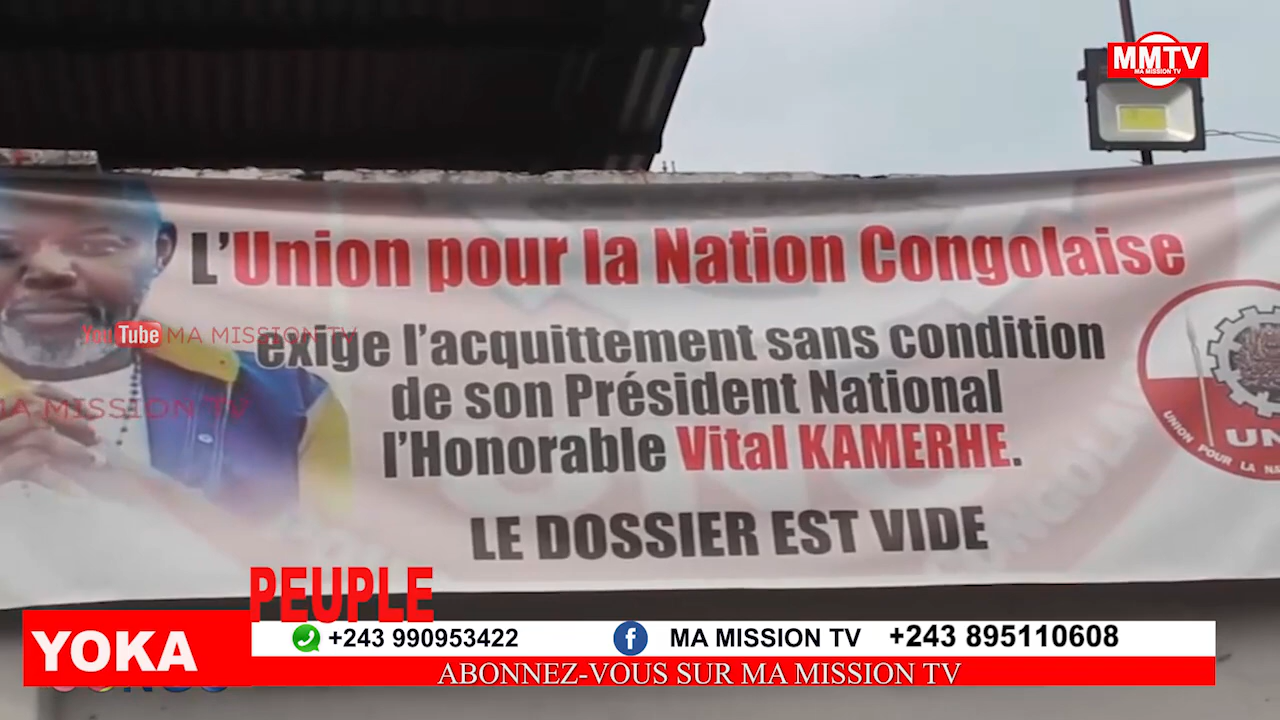 MMTV
MA MISSION TV
L'Union pour la Nation Congolaise
YouTube MA MISSION TV
exige l'acquittement sans condition
de son Président National
MA MISSION TV
l'Honorable Vital KAMERHE.
LE DOSSIER EST VIDE
UNION POUR LA
PEUPLE
YOKA
+243 990953422
MA MISSION TV
+243 895110608
ABONNEZ-VOUS SUR MA MISSION TV